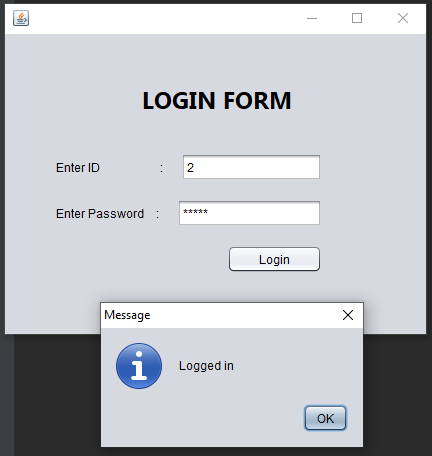 LOGIN FORM
Enter ID : 2
Enter Password : *****
Login
Message
Logged in
OK